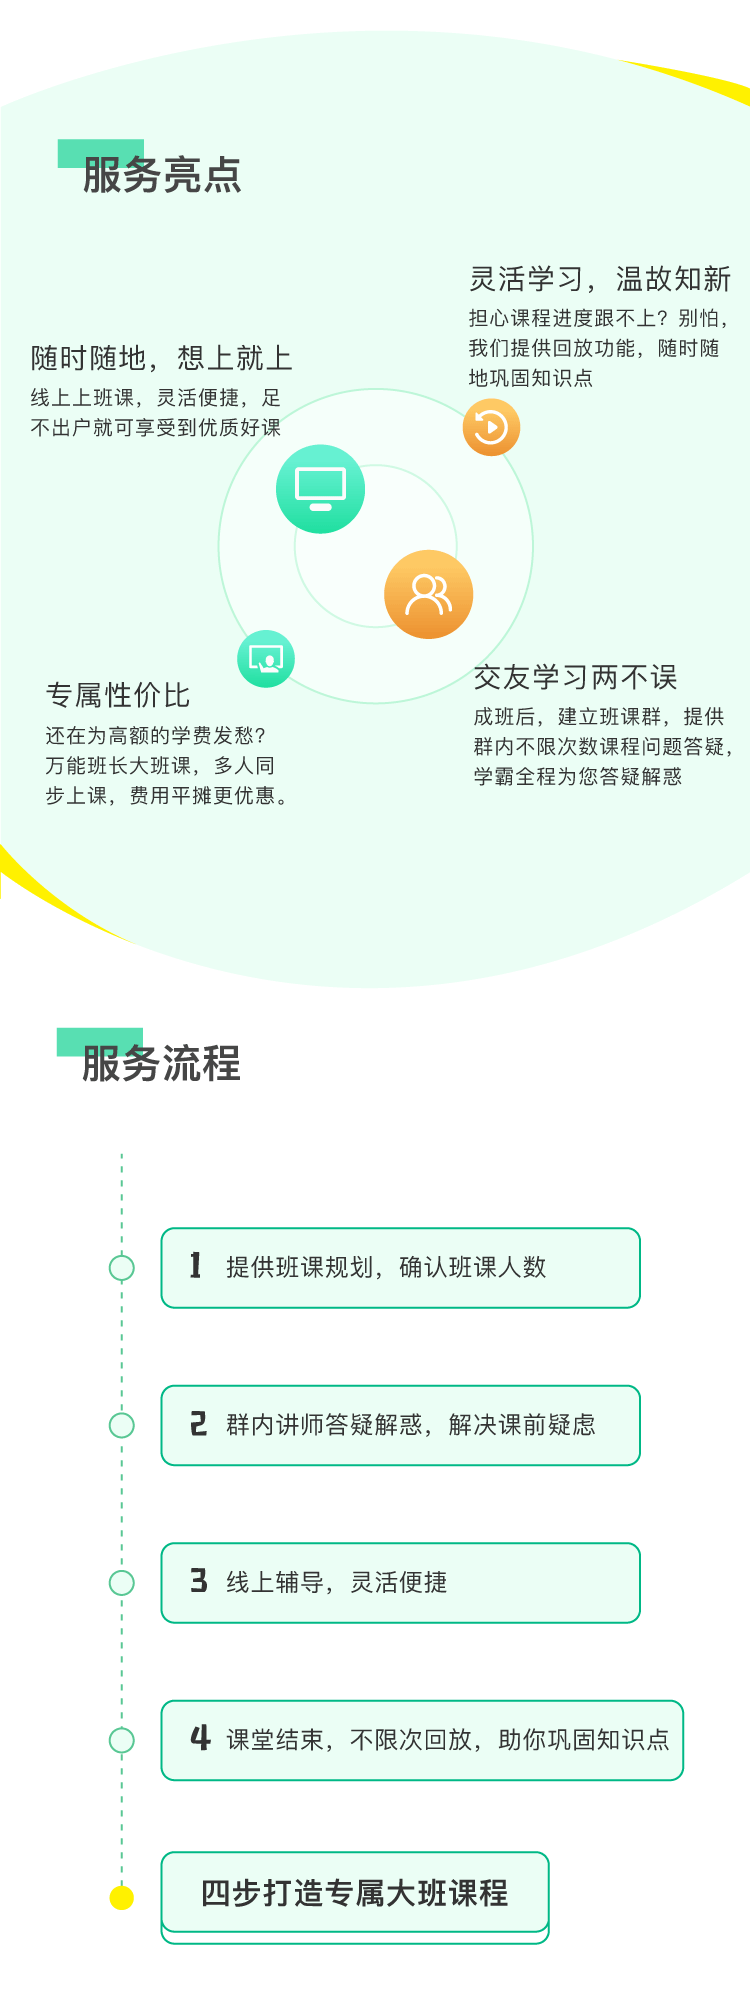 服务亮点
随时随地，想上就上
线上上班课，灵活便捷，足
不出户就可享受到优质好课
灵活学习，温故知新
担心课程进度跟不上？别怕，
我们提供回放功能，随时随
地巩固知识点
专属性价比
还在为高额的学费发愁？
万能班长大班课，多人同
步上课，费用平摊更优惠。
交友学习两不误
成班后，建立班课群，提供
群内不限次数课程问题答疑，
学霸全程为您答疑解惑
服务流程
1 提供班课规划，确认班课人数
2 群内讲师答疑解惑，解决课前疑虑
3 线上辅导，灵活便捷
4 课堂结束，不限次回放，助你巩固知识点
四步打造专属大班课程